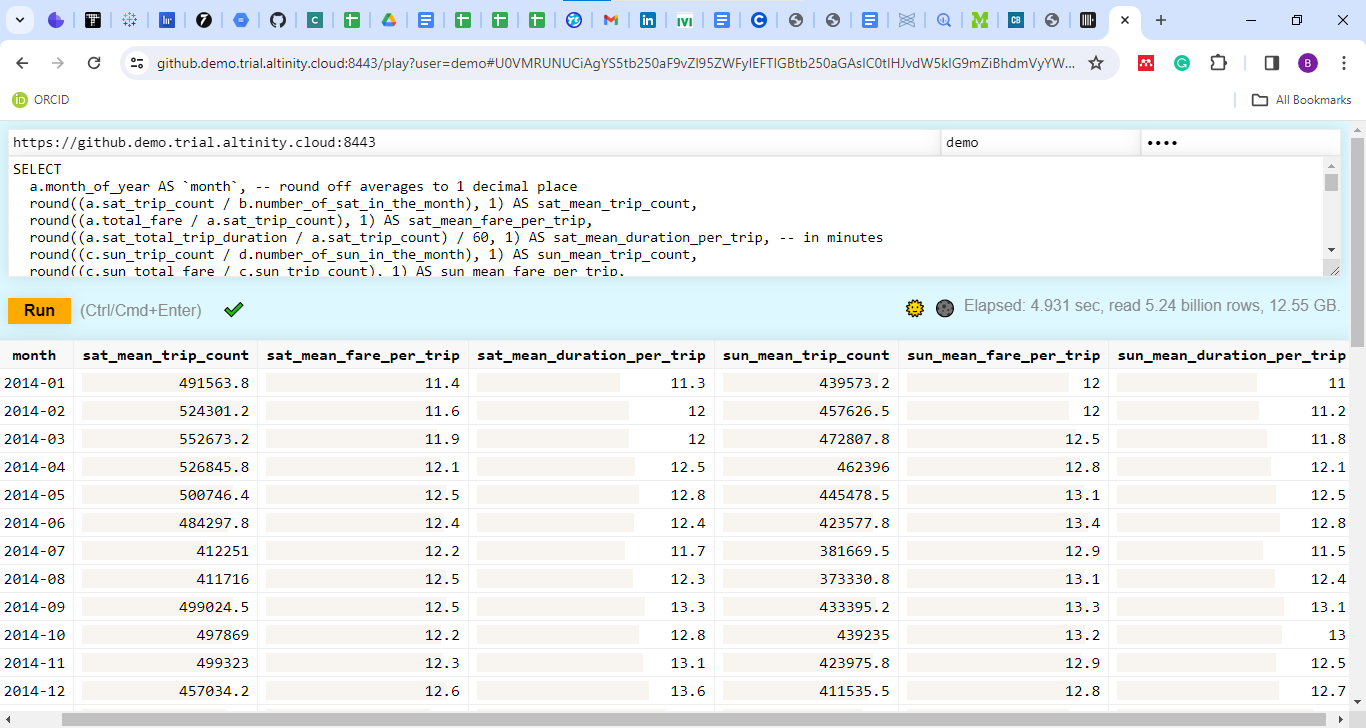 github.demo.trial.altinity.cloud:8443/play?user=demo#U0VMRUNUCiAgYS5tb250aF9vZl95ZWFyIEFTIGBtb250aGAsIC0tIHJvdW5kIG9mZiBhdmVyYW...
ORCID
All Bookmarks
https://github.demo.trial.altinity.cloud:8443 demo ••••
SELECT
a.month_of_year AS `month`, -- round off averages to 1 decimal place
round((a.sat_trip_count / b.number_of_sat_in_the_month), 1) AS sat_mean_trip_count,
round((a.total_fare / a.sat_trip_count), 1) AS sat_mean_fare_per_trip,
round((a.sat_total_trip_duration / a.sat_trip_count) / 60, 1) AS sat_mean_duration_per_trip, -- in minutes
round((c.sun_trip_count / d.number_of_sun_in_the_month), 1) AS sun_mean_trip_count,
round((c.sun_total_fare / c.sun_trip_count), 1) AS sun_mean_fare_per_trip,
Run (Ctrl/Cmd+Enter) Elapsed: 4.931 sec, read 5.24 billion rows, 12.55 GB.
month sat_mean_trip_count sat_mean_fare_per_trip sat_mean_duration_per_trip sun_mean_trip_count sun_mean_fare_per_trip sun_mean_duration_per_trip
2014-01 491563.8 11.4 11.3 439573.2 12 11
2014-02 524301.2 11.6 12 457626.5 12 11.2
2014-03 552673.2 11.9 12 472807.8 12.5 11.8
2014-04 526845.8 12.1 12.5 462396 12.8 12.1
2014-05 500746.4 12.5 12.8 445478.5 13.1 12.5
2014-06 484297.8 12.4 12.4 423577.8 13.4 12.8
2014-07 412251 12.2 11.7 381669.5 12.9 11.5
2014-08 411716 12.5 12.3 373330.8 13.1 12.4
2014-09 499024.5 12.5 13.3 433395.2 13.3 13.1
2014-10 497869 12.2 12.8 439235 13.2 13
2014-11 499323 12.3 13.1 423975.8 12.9 12.5
2014-12 457034.2 12.6 13.6 411535.5 12.8 12.7